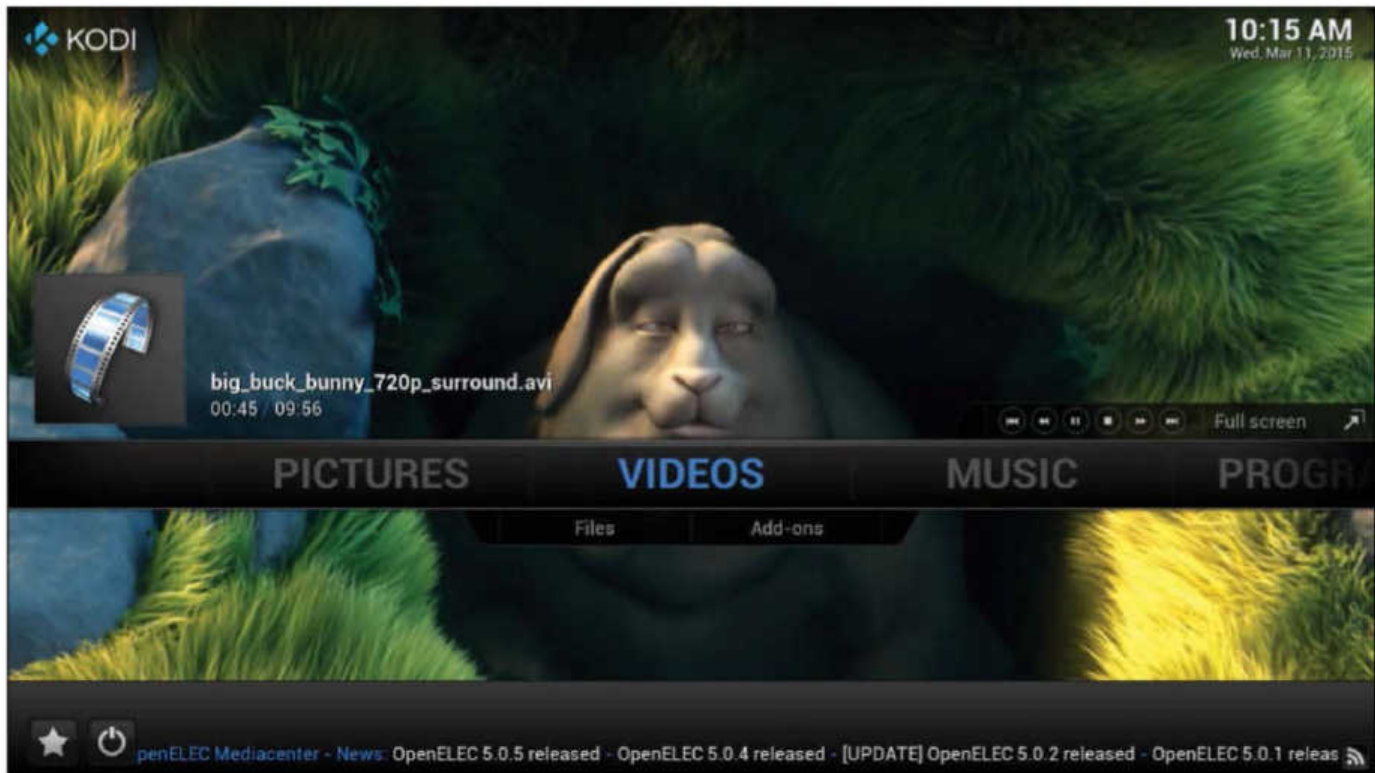 KODI
10:15 AM
Wed, Mar 11, 2015
big_buck_bunny_720p_surround.avi
00:45 / 09:56
Full screen
PICTURES VIDEOS MUSIC PROGRA
Files Add-ons
penELEC Mediacenter - News: OpenELEC 5.0.5 released - OpenELEC 5.0.4 released - [UPDATE] OpenELEC 5.0.2 released - OpenELEC 5.0.1 releas